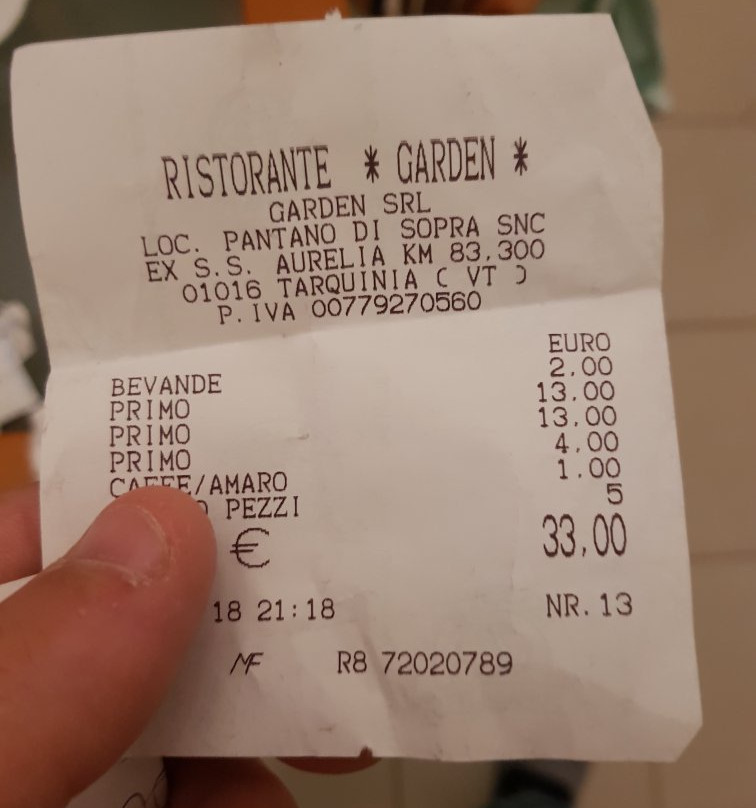 RISTORANTE * GARDEN *
GARDEN SRL
LOC. PANTANO DI SOPRA SNC
EX S.S. AURELIA KM 83,300
01016 TARQUINIA ( VT )
P.IVA 00779270560
EURO
BEVANDE 2.00
PRIMO 13.00
PRIMO 13.00
PRIMO 4.00
CAFFE/AMARO 1.00
PEZZI 5
€ 33,00
18 21:18 NR.13
MF R8 72020789